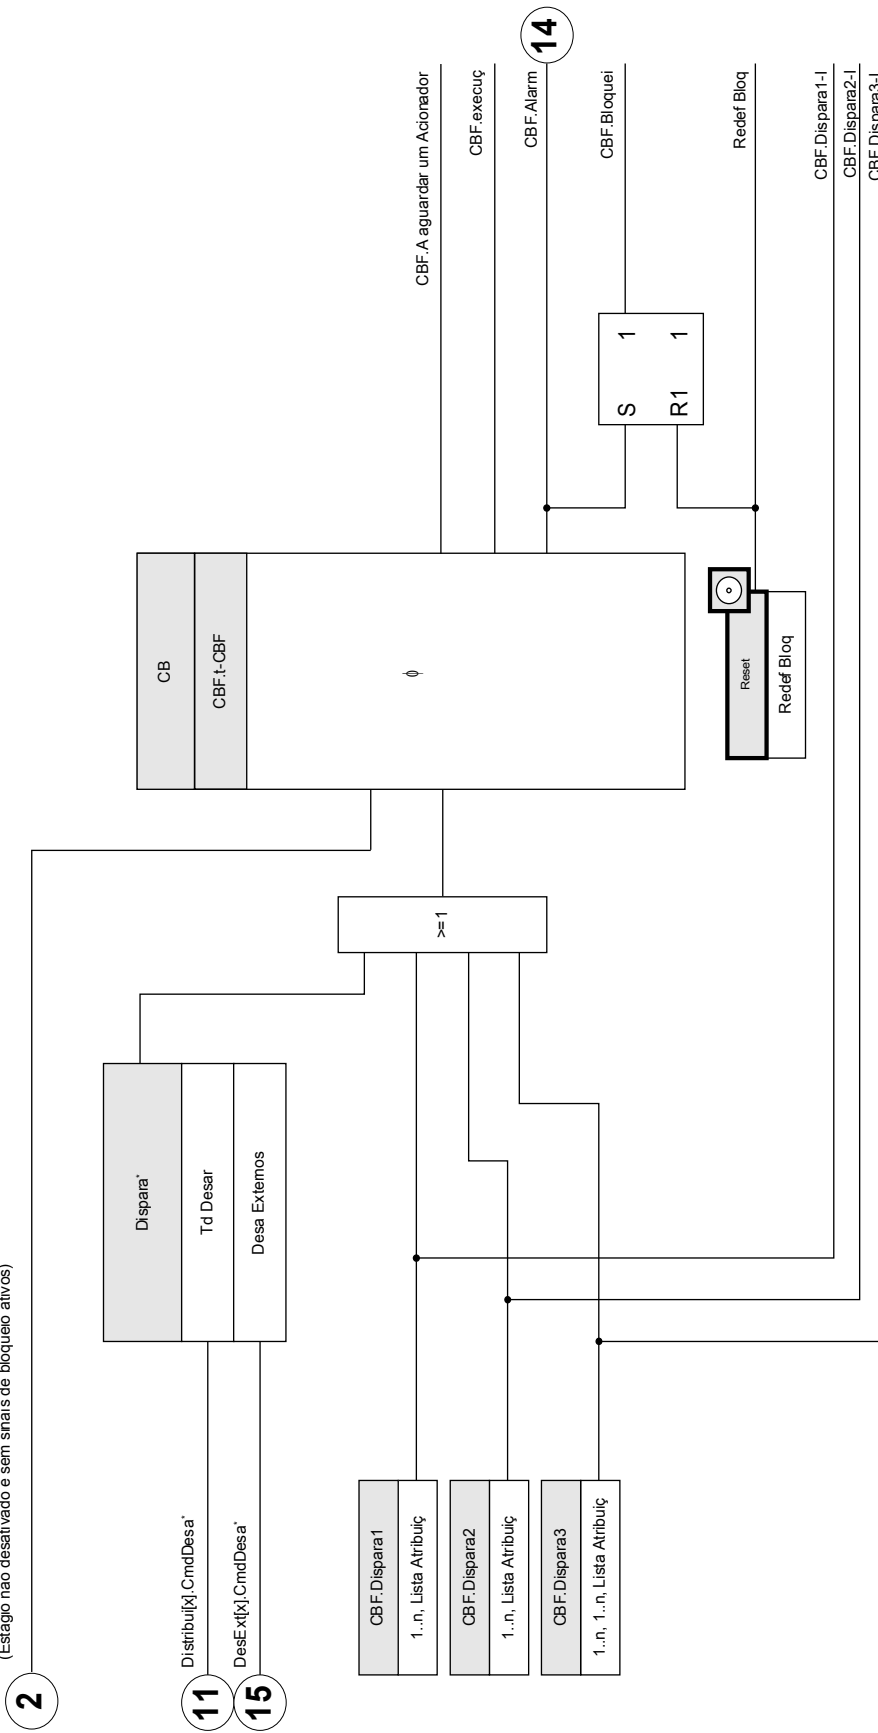 (Estágio não desativado e sem sinais de bloqueio ativos)
2
Distribui[x].CmdDesa*
11
DesExt[x].CmdDesa*
15
Dispara*
Td Desar
Desa Externos
CBF.Dispara1
1..n, Lista Atribuiç
CBF.Dispara2
1..n, Lista Atribuiç
CBF.Dispara3
1..n, 1..n, Lista Atribuiç
>=1
CB
CBF.t-CBF
ϕ
Reset
Redef Bloq
S 1
R1 1
CBF.A aguardar um Acionador
CBF.execuç
CBF.Alarm
14
CBF.Bloquei
Redef Bloq
CBF.Dispara1-I
CBF.Dispara2-I
CBF.Dispara3-I